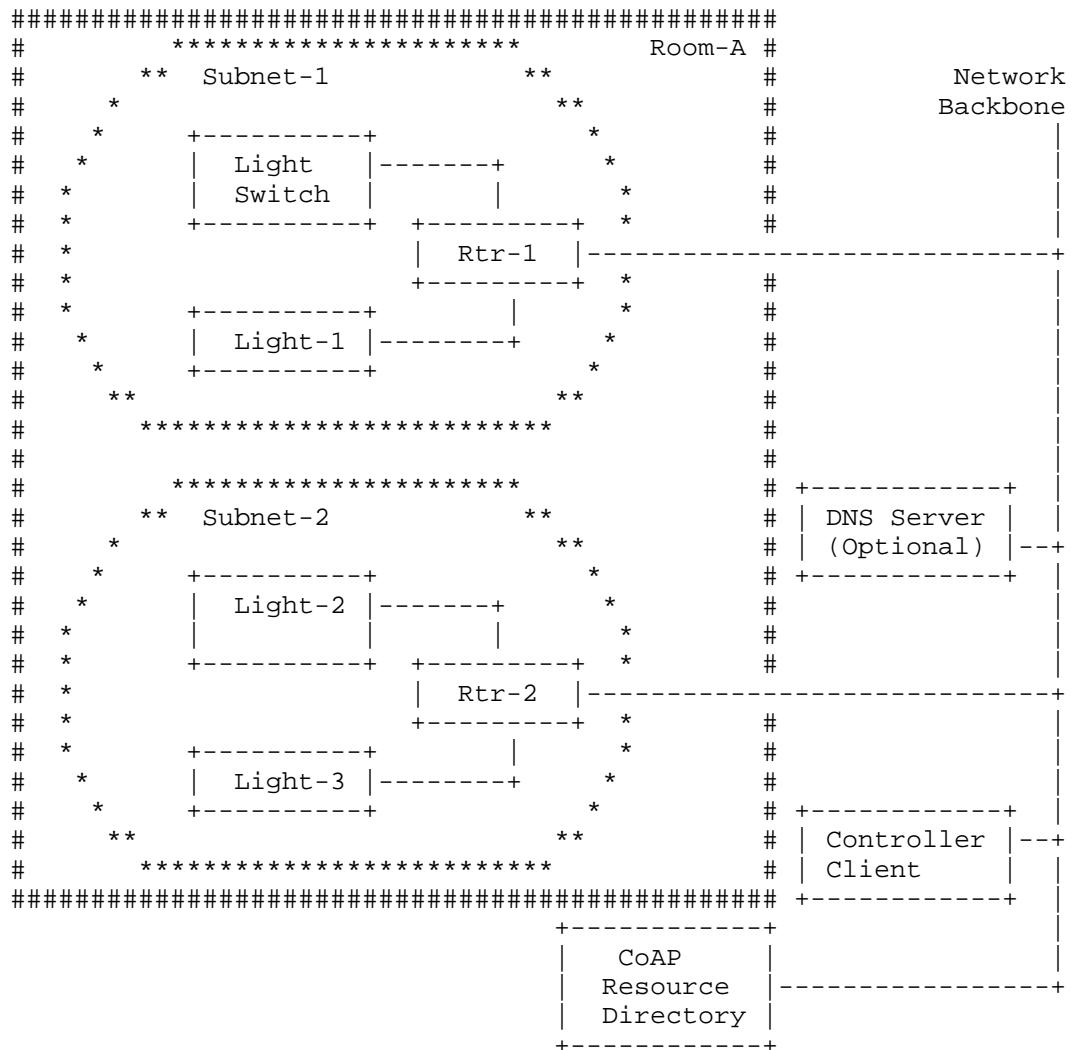 Room-A
Subnet-1
Network
Backbone
Light
Switch
Rtr-1
Light-1
Subnet-2
DNS Server
(Optional)
Light-2
Rtr-2
Light-3
Controller
Client
CoAP
Resource
Directory